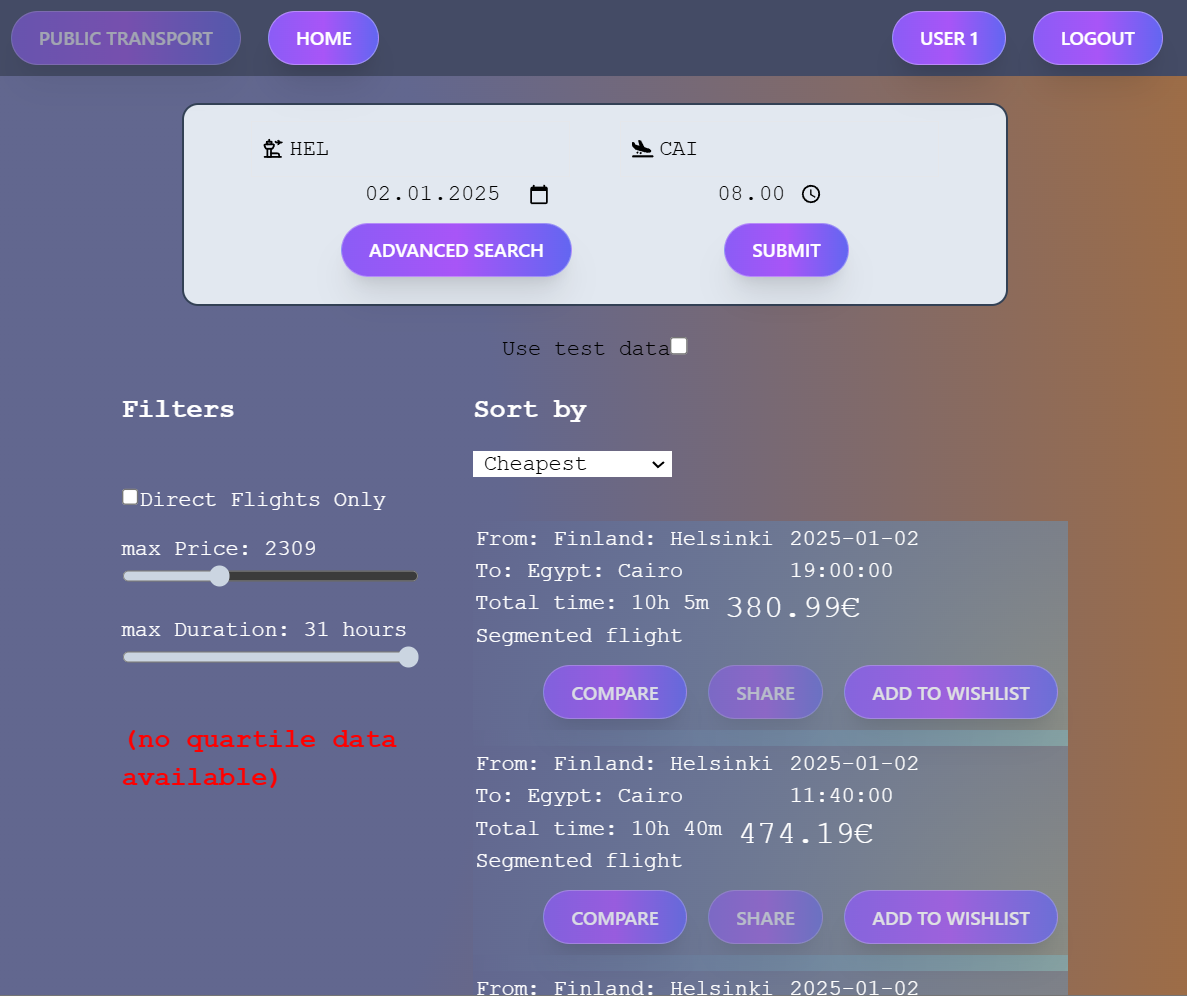 PUBLIC TRANSPORT HOME USER 1 LOGOUT
HEL CAI
02.01.2025 08.00
ADVANCED SEARCH SUBMIT
Use test data
Filters
Direct Flights Only
max Price: 2309
max Duration: 31 hours
(no quartile data
available)
Sort by
Cheapest
From: Finland: Helsinki 2025-01-02
To: Egypt: Cairo 19:00:00
Total time: 10h 5m 380.99€
Segmented flight
COMPARE SHARE ADD TO WISHLIST
From: Finland: Helsinki 2025-01-02
To: Egypt: Cairo 11:40:00
Total time: 10h 40m 474.19€
Segmented flight
COMPARE SHARE ADD TO WISHLIST
From: Finland: Helsinki 2025-01-02